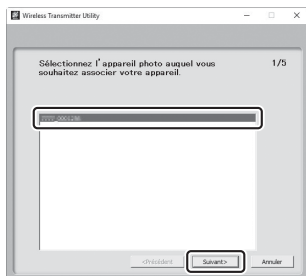 Wireless Transmitter Utility
Sélectionnez l'appareil photo auquel vous
souhaitez associer votre appareil.
1/5
<Précédent
Suivant>
Annuler